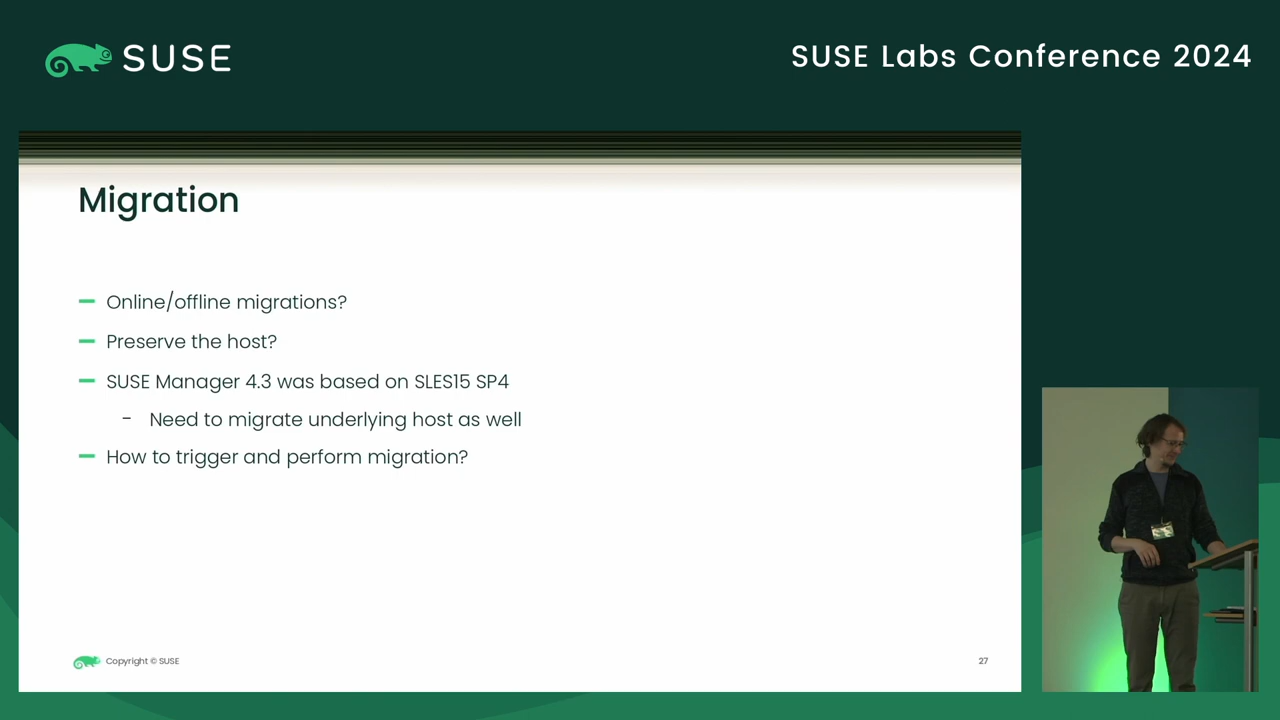 SUSE
SUSE Labs Conference 2024
Migration
Online/offline migrations?
Preserve the host?
SUSE Manager 4.3 was based on SLES15 SP4
- Need to migrate underlying host as well
How to trigger and perform migration?
Copyright © SUSE
27